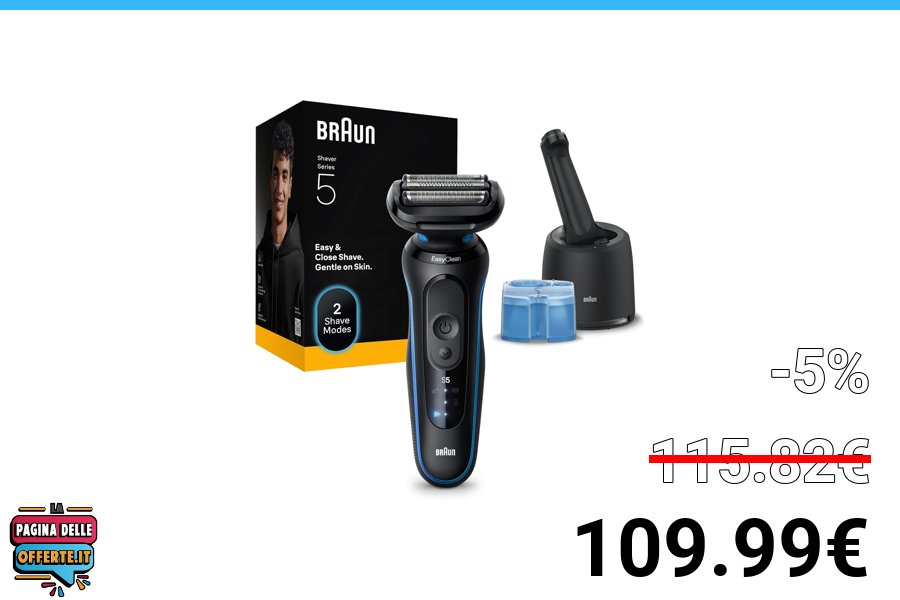 BRAUN
Shaver
Series
5
Easy &
Close Shave.
Gentle on Skin.
2
Shave
Modes
EasyClean
S5
BRAUN
BRAUN
-5%
115.82€
109.99€
LA
PAGINA DELLE
OFFERTE.IT